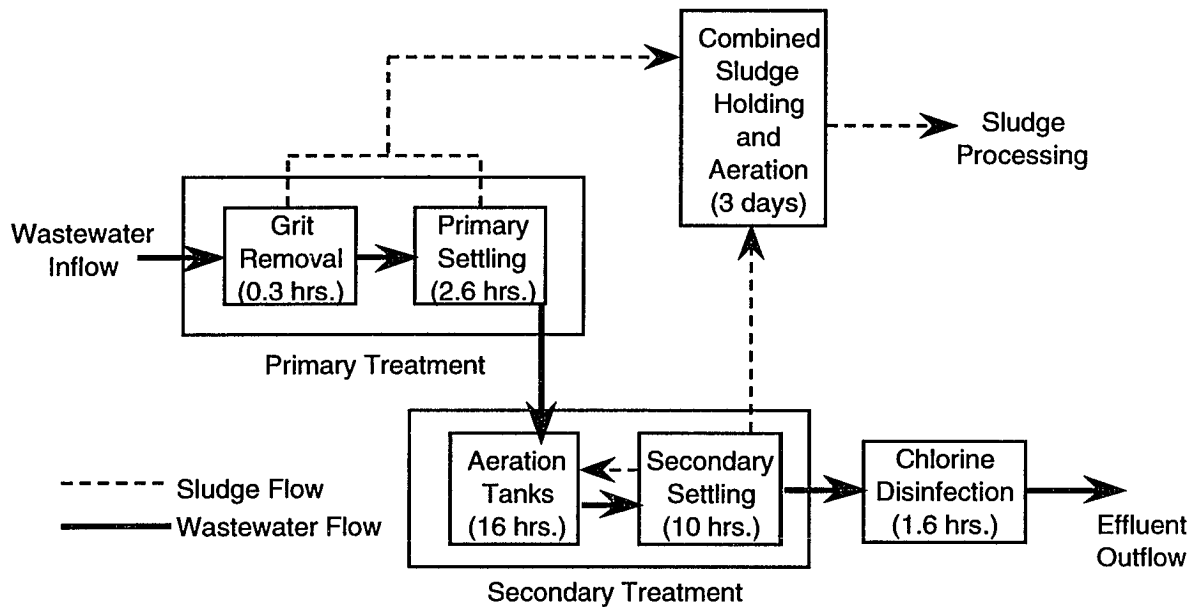 Combined
Sludge
Holding
and
Aeration
(3 days)
Sludge
Processing
Wastewater
Inflow
Grit
Removal
(0.3 hrs.)
Primary
Settling
(2.6 hrs.)
Primary Treatment
Aeration
Tanks
(16 hrs.)
Secondary
Settling
(10 hrs.)
Chlorine
Disinfection
(1.6 hrs.)
Effluent
Outflow
Sludge Flow
Wastewater Flow
Secondary Treatment